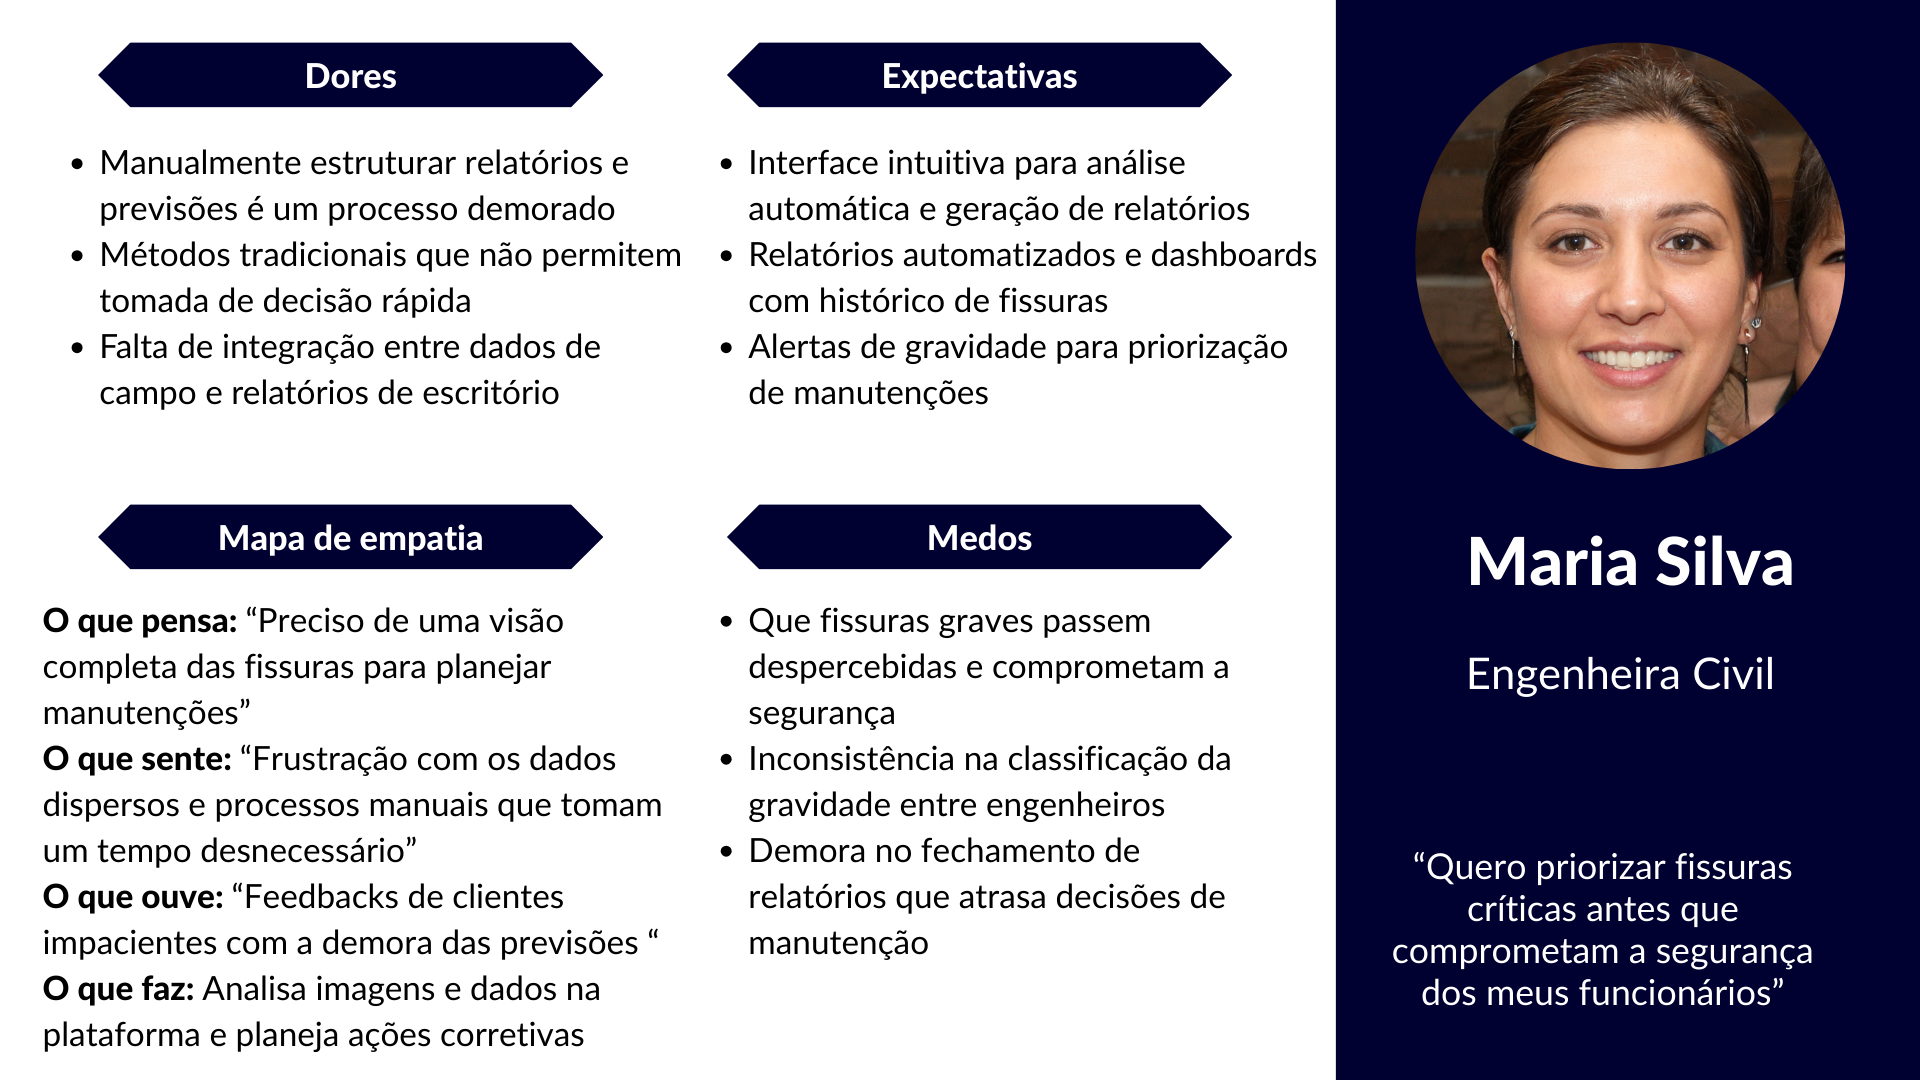 Dores
• Manualmente estruturar relatórios e
previsões é um processo demorado
• Métodos tradicionais que não permitem
tomada de decisão rápida
• Falta de integração entre dados de
campo e relatórios de escritório
Expectativas
• Interface intuitiva para análise
automática e geração de relatórios
• Relatórios automatizados e dashboards
com histórico de fissuras
• Alertas de gravidade para priorização
de manutenções
Mapa de empatia
O que pensa: “Preciso de uma visão
completa das fissuras para planejar
manutenções”
O que sente: “Frustração com os dados
dispersos e processos manuais que tomam
um tempo desnecessário”
O que ouve: “Feedbacks de clientes
impacientes com a demora das previsões “
O que faz: Analisa imagens e dados na
plataforma e planeja ações corretivas
Medos
• Que fissuras graves passem
despercebidas e comprometam a
segurança
• Inconsistência na classificação da
gravidade entre engenheiros
• Demora no fechamento de
relatórios que atrasa decisões de
manutenção
Maria Silva
Engenheira Civil
“Quero priorizar fissuras
críticas antes que
comprometam a segurança
dos meus funcionários”